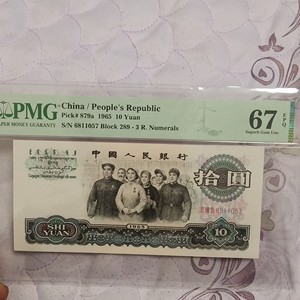 PMG
PAPER MONEY GUARANTY
China / People's Republic
Pick# 879a 1965 10 Yuan
S/N 6811057 Block 289 - 3 R. Numerals
67 EPQ
Superb Gem Unc
中国人民银行
拾圓
SHI
YUAN
1965
10